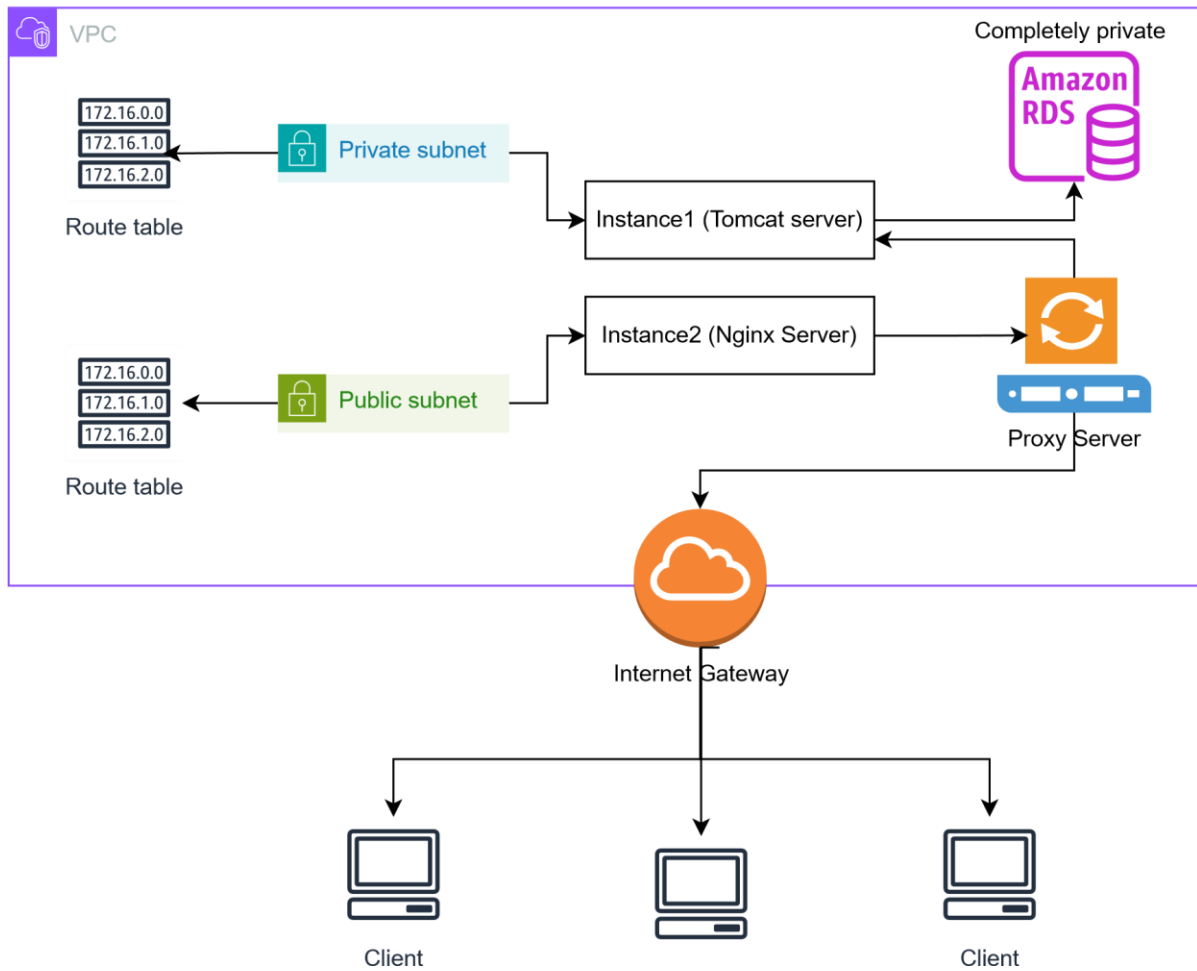 VPC
Completely private
Amazon
RDS
172.16.0.0
172.16.1.0
172.16.2.0
Route table
Private subnet
Instance1 (Tomcat server)
Instance2 (Nginx Server)
172.16.0.0
172.16.1.0
172.16.2.0
Route table
Public subnet
Proxy Server
Internet Gateway
Client
Client